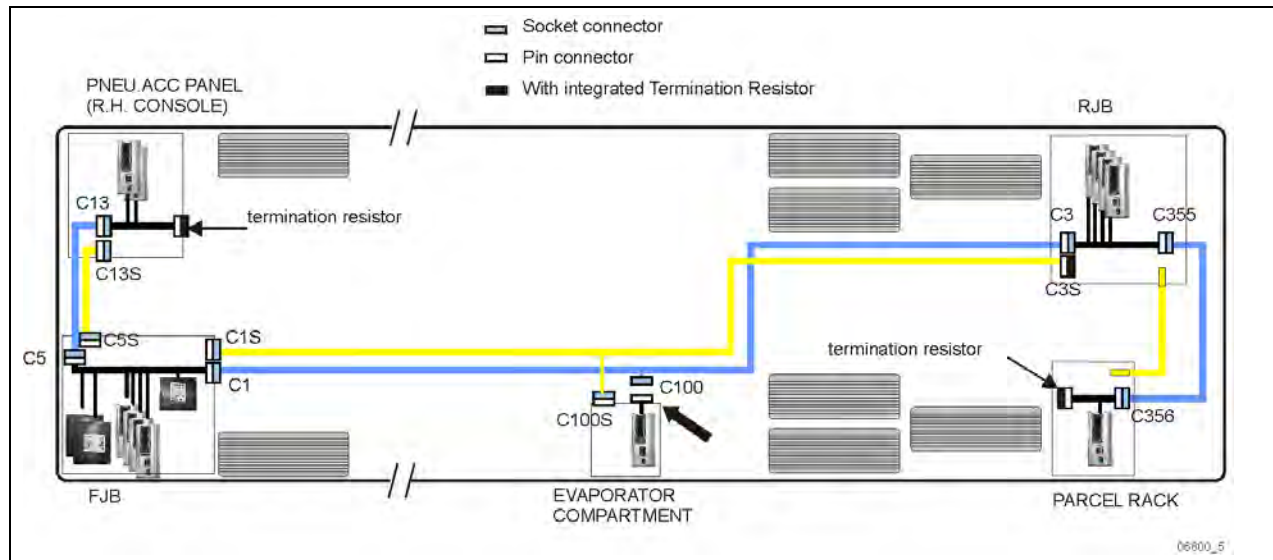 Socket connector
Pin connector
With integrated Termination Resistor
PNEU.ACC PANEL
(R.H. CONSOLE)
RJB
C13
termination resistor
C3
C355
C13S
C3S
C5S
C1S
C5
termination resistor
C1
C100
C100S
C356
FJB
EVAPORATOR
COMPARTMENT
PARCEL RACK
06800_5